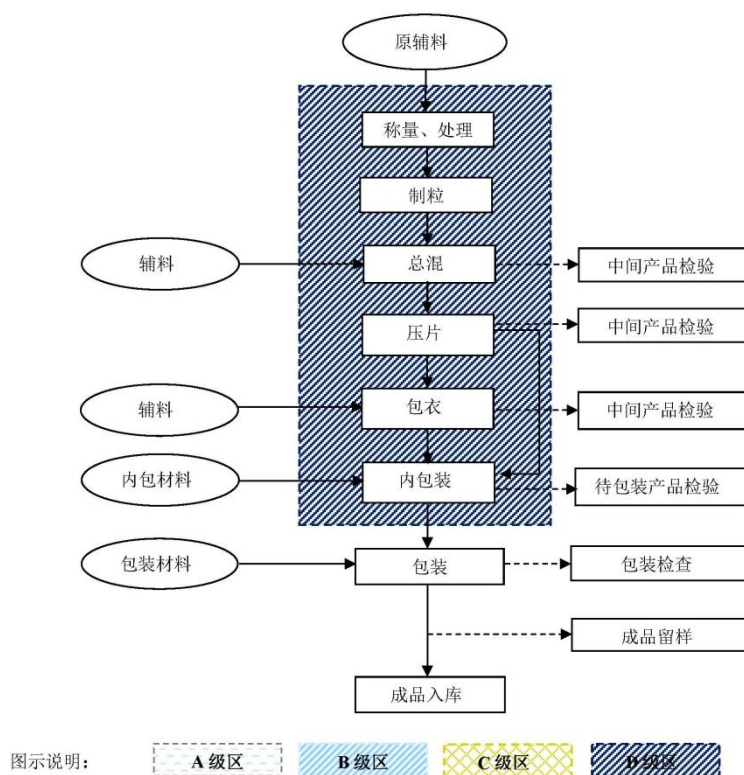 原辅料
称量、处理
制粒
辅料
总混
中间产品检验
压片
中间产品检验
辅料
包衣
中间产品检验
内包材料
内包装
待包装产品检验
包装材料
包装
包装检查
成品留样
成品入库
图示说明：
A 级区
B 级区
C 级区
D 级区